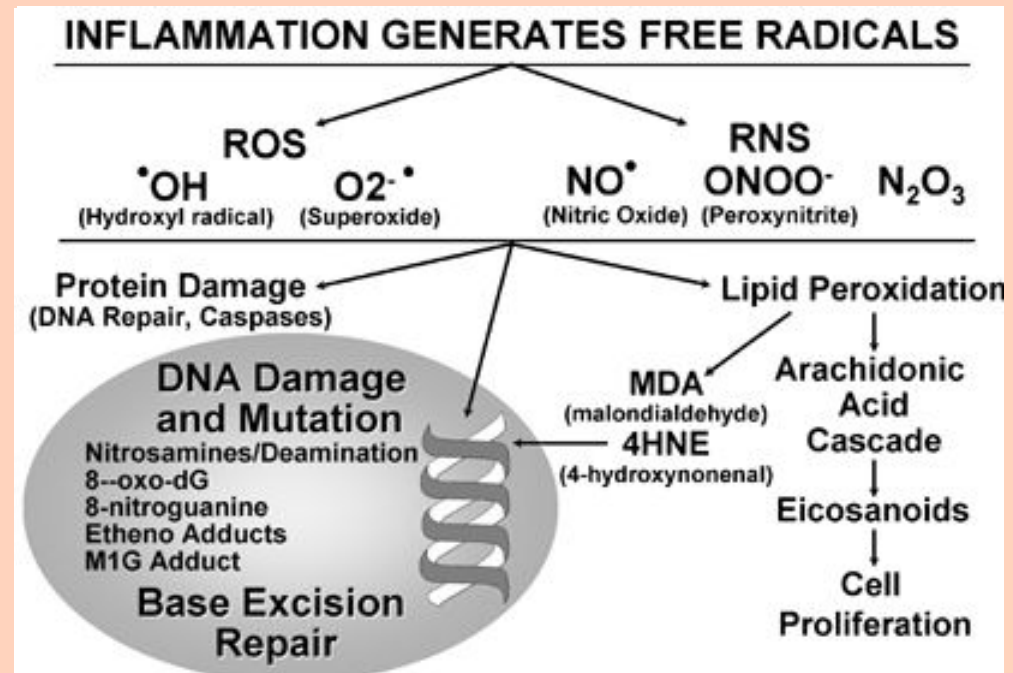 INFLAMMATION GENERATES FREE RADICALS
ROS
•OH
(Hydroxyl radical)
O2-•
(Superoxide)
RNS
NO•
(Nitric Oxide)
ONOO-
(Peroxynitrite)
N₂O₃
Protein Damage
(DNA Repair, Caspases)
Lipid Peroxidation
DNA Damage
and Mutation
Nitrosamines/Deamination
8--oxo-dG
8-nitroguanine
Etheno Adducts
M1G Adduct
Base Excision
Repair
MDA
(malondialdehyde)
4HNE
(4-hydroxynonenal)
Arachidonic
Acid
Cascade
Eicosanoids
Cell
Proliferation